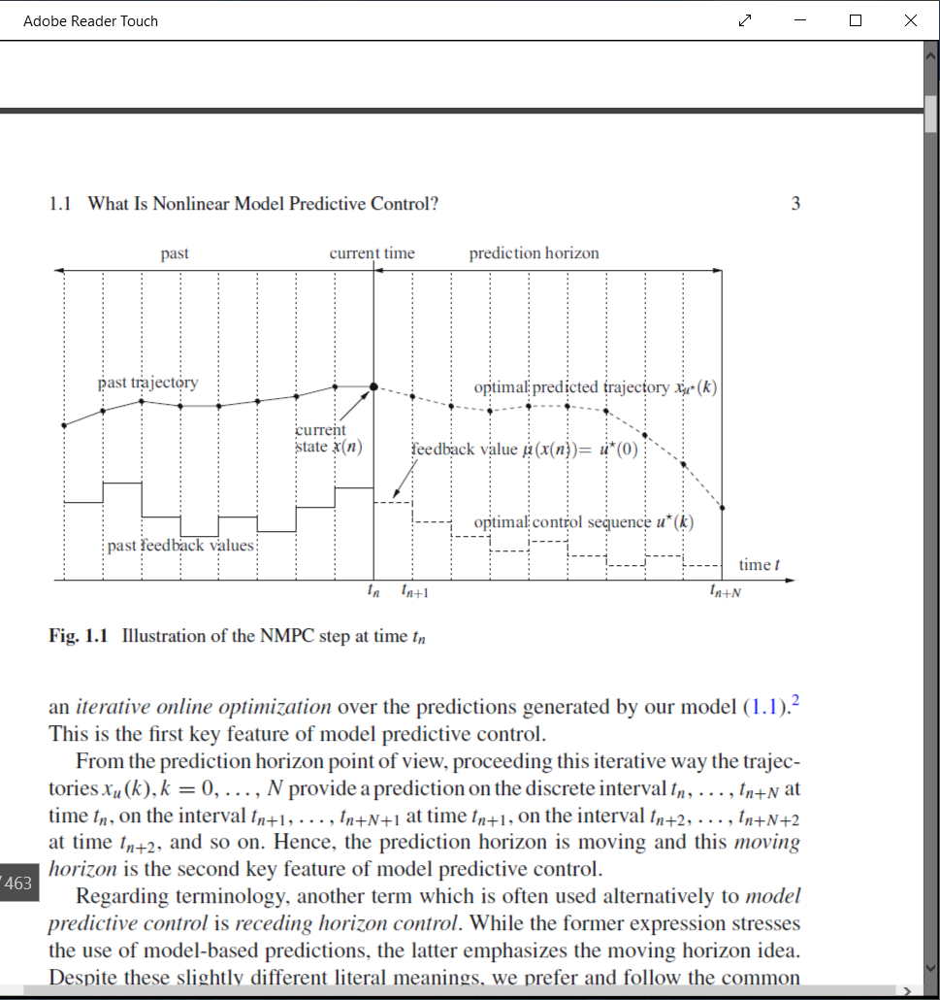 Adobe Reader Touch
1.1 What Is Nonlinear Model Predictive Control?
3
past
current time
prediction horizon
past trajectory
optimal predicted trajectory x_{u⋆}(k)
current
state x(n)
feedback value μ(x(n))= u⋆(0)
optimal control sequence u⋆(k)
past feedback values
time t
t_n
t_{n+1}
t_{n+N}
Fig. 1.1 Illustration of the NMPC step at time t_n
an iterative online optimization over the predictions generated by our model (1.1).²
This is the first key feature of model predictive control.
From the prediction horizon point of view, proceeding this iterative way the trajec-
tories x_u(k), k = 0, . . . , N provide a prediction on the discrete interval t_n, . . . , t_{n+N} at
time t_n, on the interval t_{n+1}, . . . , t_{n+N+1} at time t_{n+1}, on the interval t_{n+2}, . . . , t_{n+N+2}
at time t_{n+2}, and so on. Hence, the prediction horizon is moving and this moving
horizon is the second key feature of model predictive control.
/463
Regarding terminology, another term which is often used alternatively to model
predictive control is receding horizon control. While the former expression stresses
the use of model-based predictions, the latter emphasizes the moving horizon idea.
Despite these slightly different literal meanings, we prefer and follow the common